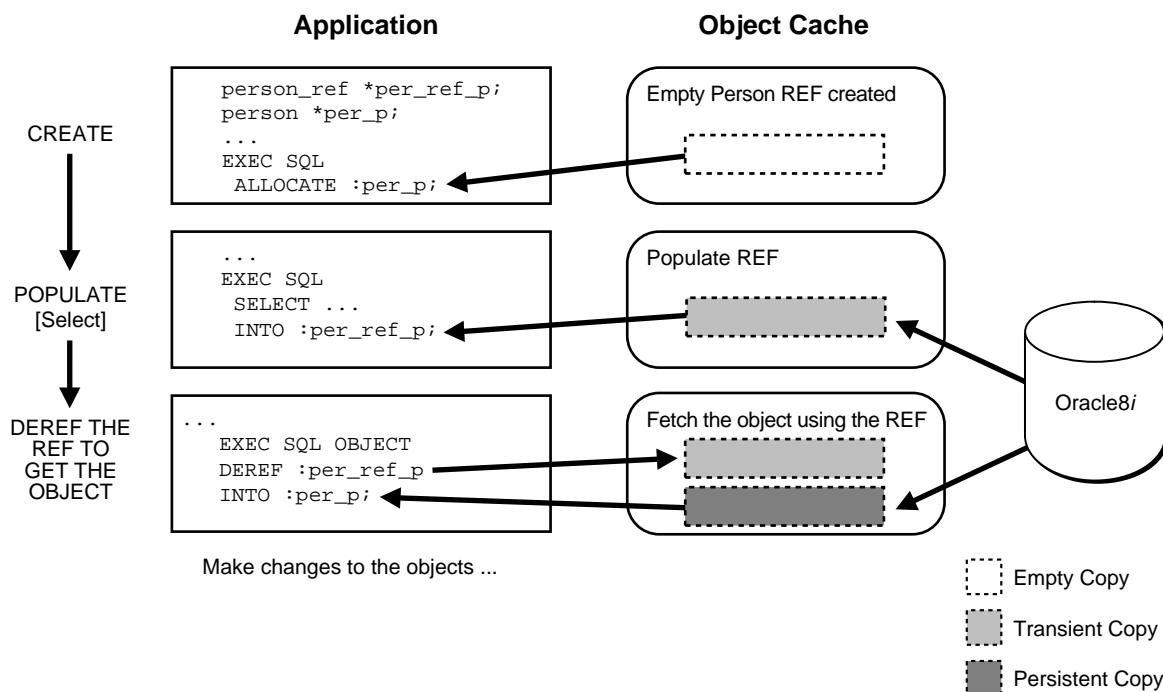 Application
Object Cache
CREATE
person_ref *per_ref_p;
person *per_p;
...
EXEC SQL
ALLOCATE :per_p;
Empty Person REF created
POPULATE
[Select]
...
EXEC SQL
SELECT ...
INTO :per_ref_p;
Populate REF
Oracle8i
DEREF THE
REF TO
GET THE
OBJECT
...
EXEC SQL OBJECT
DEREF :per_ref_p
INTO :per_p;
Fetch the object using the REF
Make changes to the objects ...
Empty Copy
Transient Copy
Persistent Copy